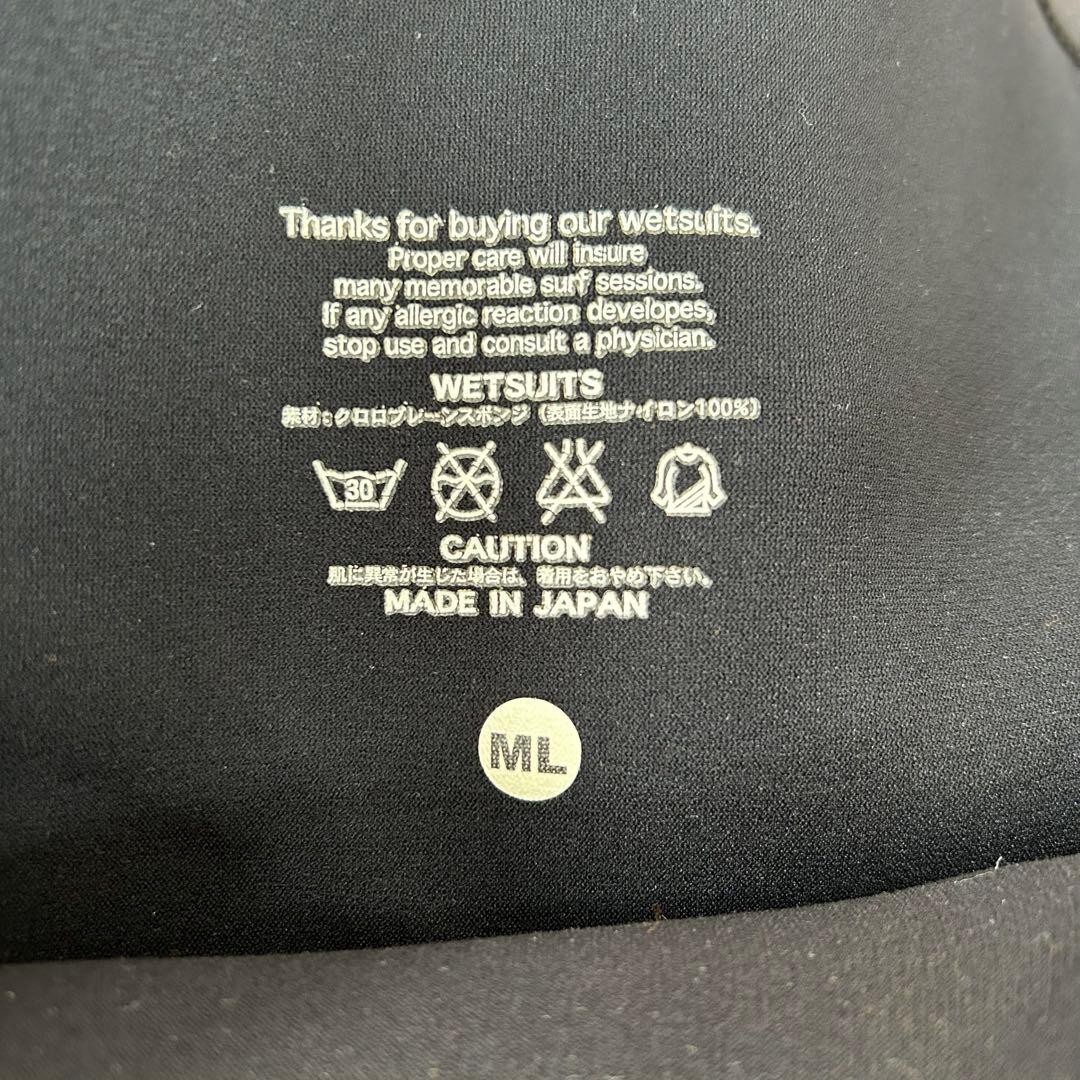 Thanks for buying our wetsuits.
Proper care will insure
many memorable surf sessions.
If any allergic reaction developes,
stop use and consult a physician.
WETSUITS
素材:クロロプレーンスポンジ (表面生地ナイロン100%)
30
CAUTION
肌に異常が生じた場合は、着用をおやめ下さい。
MADE IN JAPAN
ML